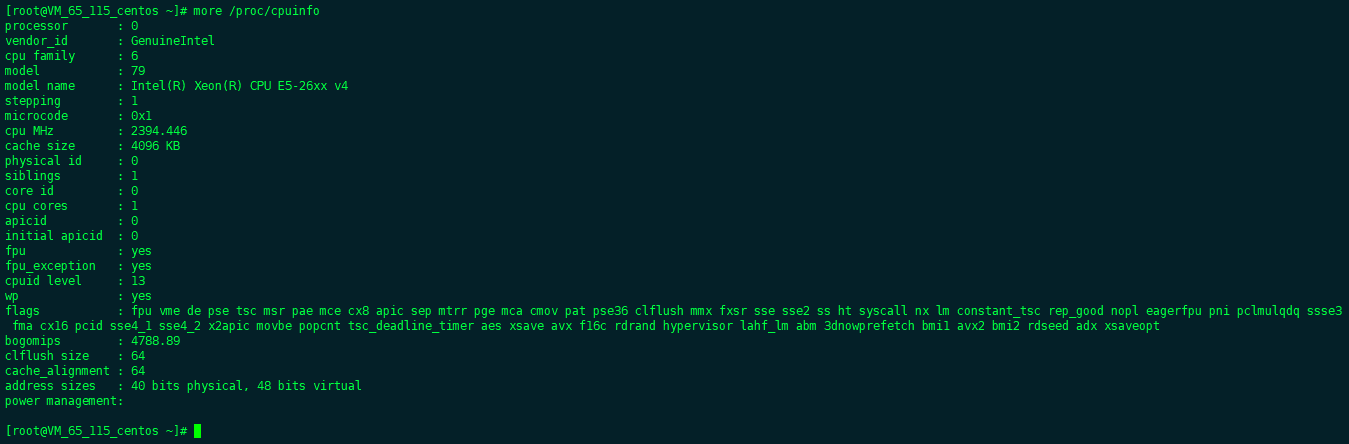 [root@VM_65_115_centos ~]# more /proc/cpuinfo
processor       : 0
vendor_id       : GenuineIntel
cpu family      : 6
model           : 79
model name      : Intel(R) Xeon(R) CPU E5-26xx v4
stepping        : 1
microcode       : 0x1
cpu MHz         : 2394.446
cache size      : 4096 KB
physical id     : 0
siblings        : 1
core id         : 0
cpu cores       : 1
apicid          : 0
initial apicid  : 0
fpu             : yes
fpu_exception   : yes
cpuid level     : 13
wp              : yes
flags           : fpu vme de pse tsc msr pae mce cx8 apic sep mtrr pge mca cmov pat pse36 clflush mmx fxsr sse sse2 ss ht syscall nx lm constant_tsc rep_good nopl eagerfpu pni pclmulqdq ssse3
 fma cx16 pcid sse4_1 sse4_2 x2apic movbe popcnt tsc_deadline_timer aes xsave avx f16c rdrand hypervisor lahf_lm abm 3dnowprefetch bmi1 avx2 bmi2 rdseed adx xsaveopt
bogomips        : 4788.89
clflush size    : 64
cache_alignment : 64
address sizes   : 40 bits physical, 48 bits virtual
power management:
[root@VM_65_115_centos ~]#